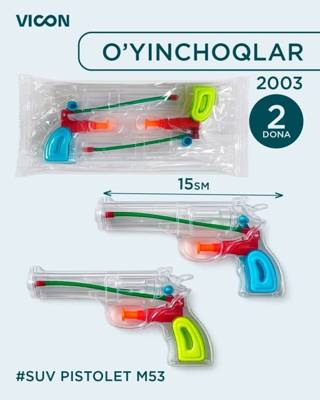 VICON
O'YINCHOQLAR
2003
2
DONA
15SM
#SUV PISTOLET M53